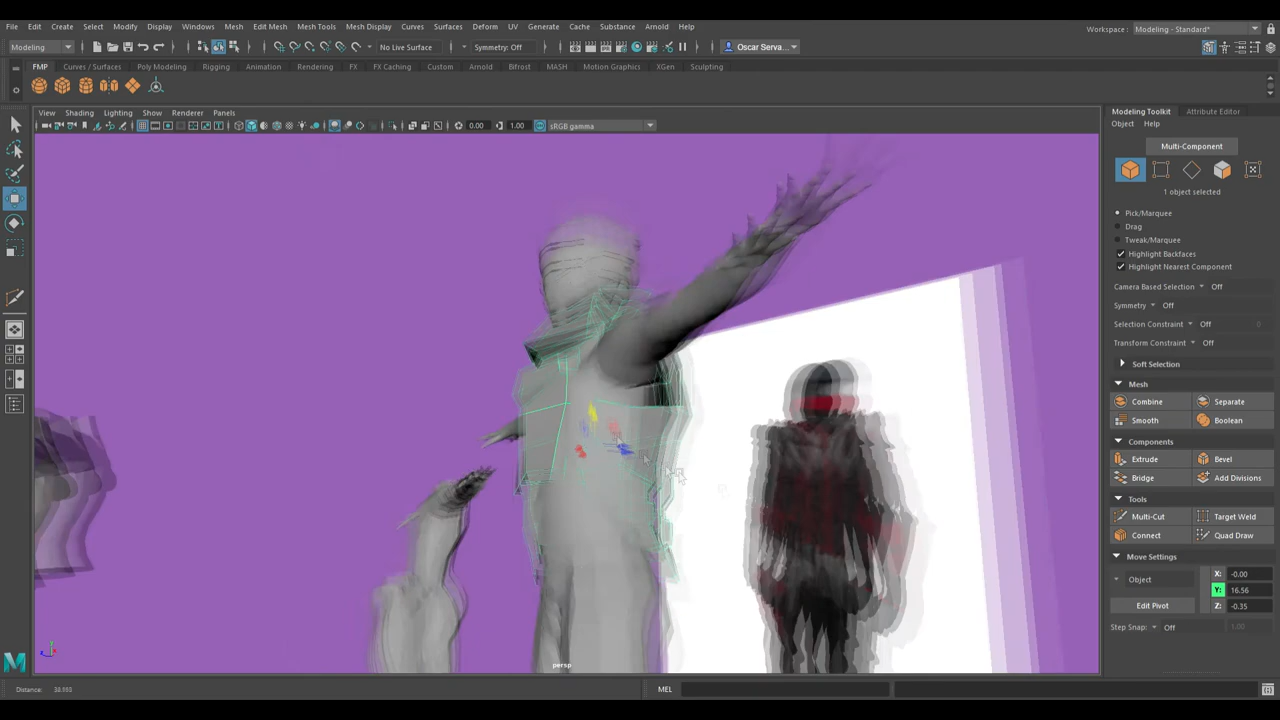 File Edit Create Select Modify Display Windows Mesh Edit Mesh Mesh Tools Mesh Display Curves Surfaces Deform UV Generate Cache Substance Arnold Help
Workspace : Modeling - Standard*
Modeling
No Live Surface
Symmetry: Off
Oscar Serva...
FMP Curves / Surfaces Poly Modeling Rigging Animation Rendering FX FX Caching Custom Arnold Bifrost MASH Motion Graphics XGen Sculpting
View Shading Lighting Show Renderer Panels
0.00 1.00 sRGB gamma
Modeling Toolkit Attribute Editor
Object Help
Multi-Component
1 object selected
Pick/Marquee
Drag
Tweak/Marquee
Highlight Backfaces
Highlight Nearest Component
Camera Based Selection Off
Symmetry Off
Selection Constraint Off 0
Transform Constraint Off
Soft Selection
Mesh
Combine Separate
Smooth Boolean
Components
Extrude Bevel
Bridge Add Divisions
Tools
Multi-Cut Target Weld
Connect Quad Draw
Move Settings
Object
X: -0.00
Y: 16.56
Edit Pivot
Z: -0.35
Step Snap: Off 1.00
persp
Distance:
MEL